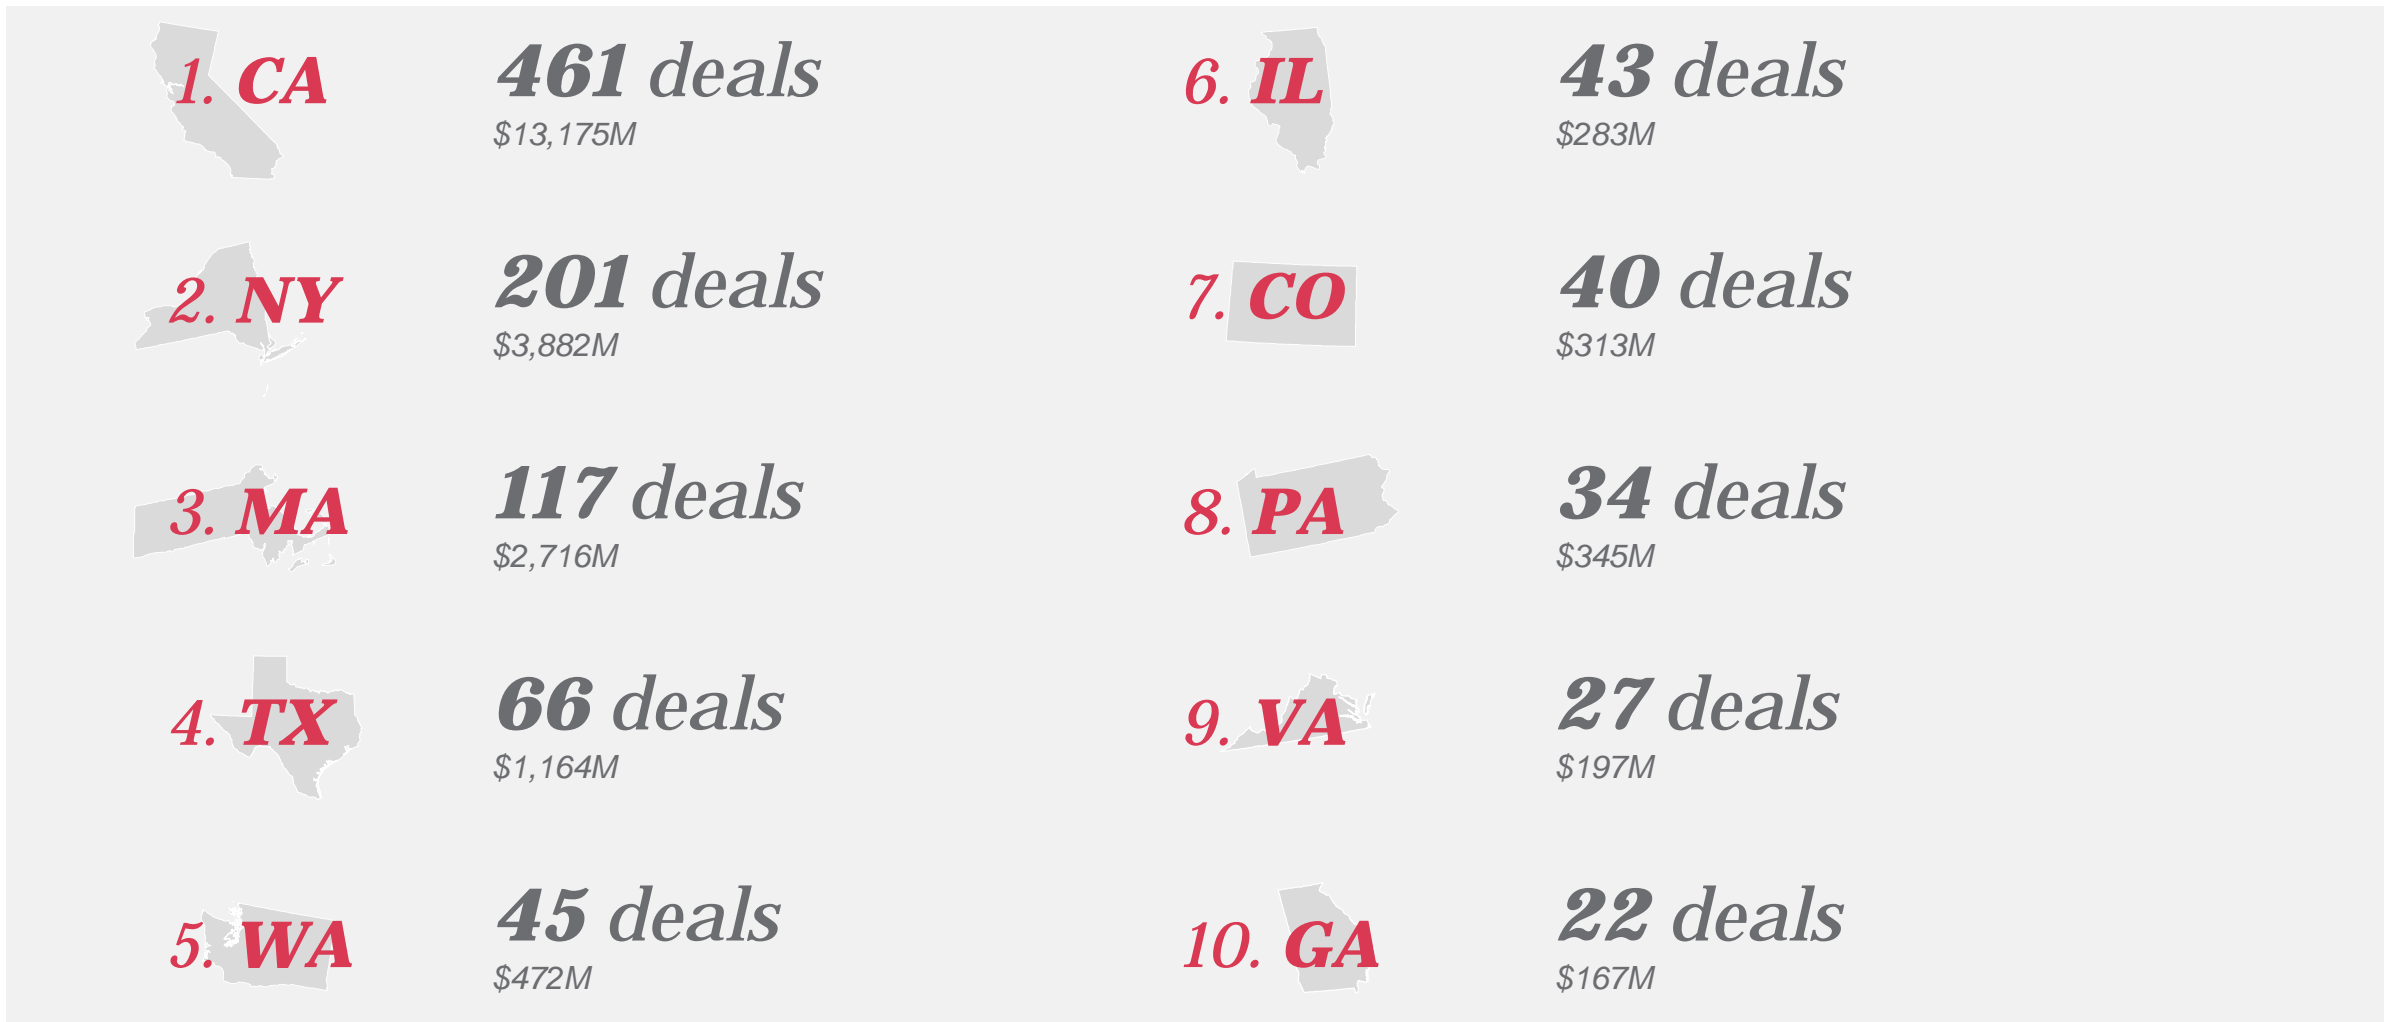 1. CA
461 deals
$13,175M
2. NY
201 deals
$3,882M
3. MA
117 deals
$2,716M
4. TX
66 deals
$1,164M
5. WA
45 deals
$472M
6. IL
43 deals
$283M
7. CO
40 deals
$313M
8. PA
34 deals
$345M
9. VA
27 deals
$197M
10. GA
22 deals
$167M